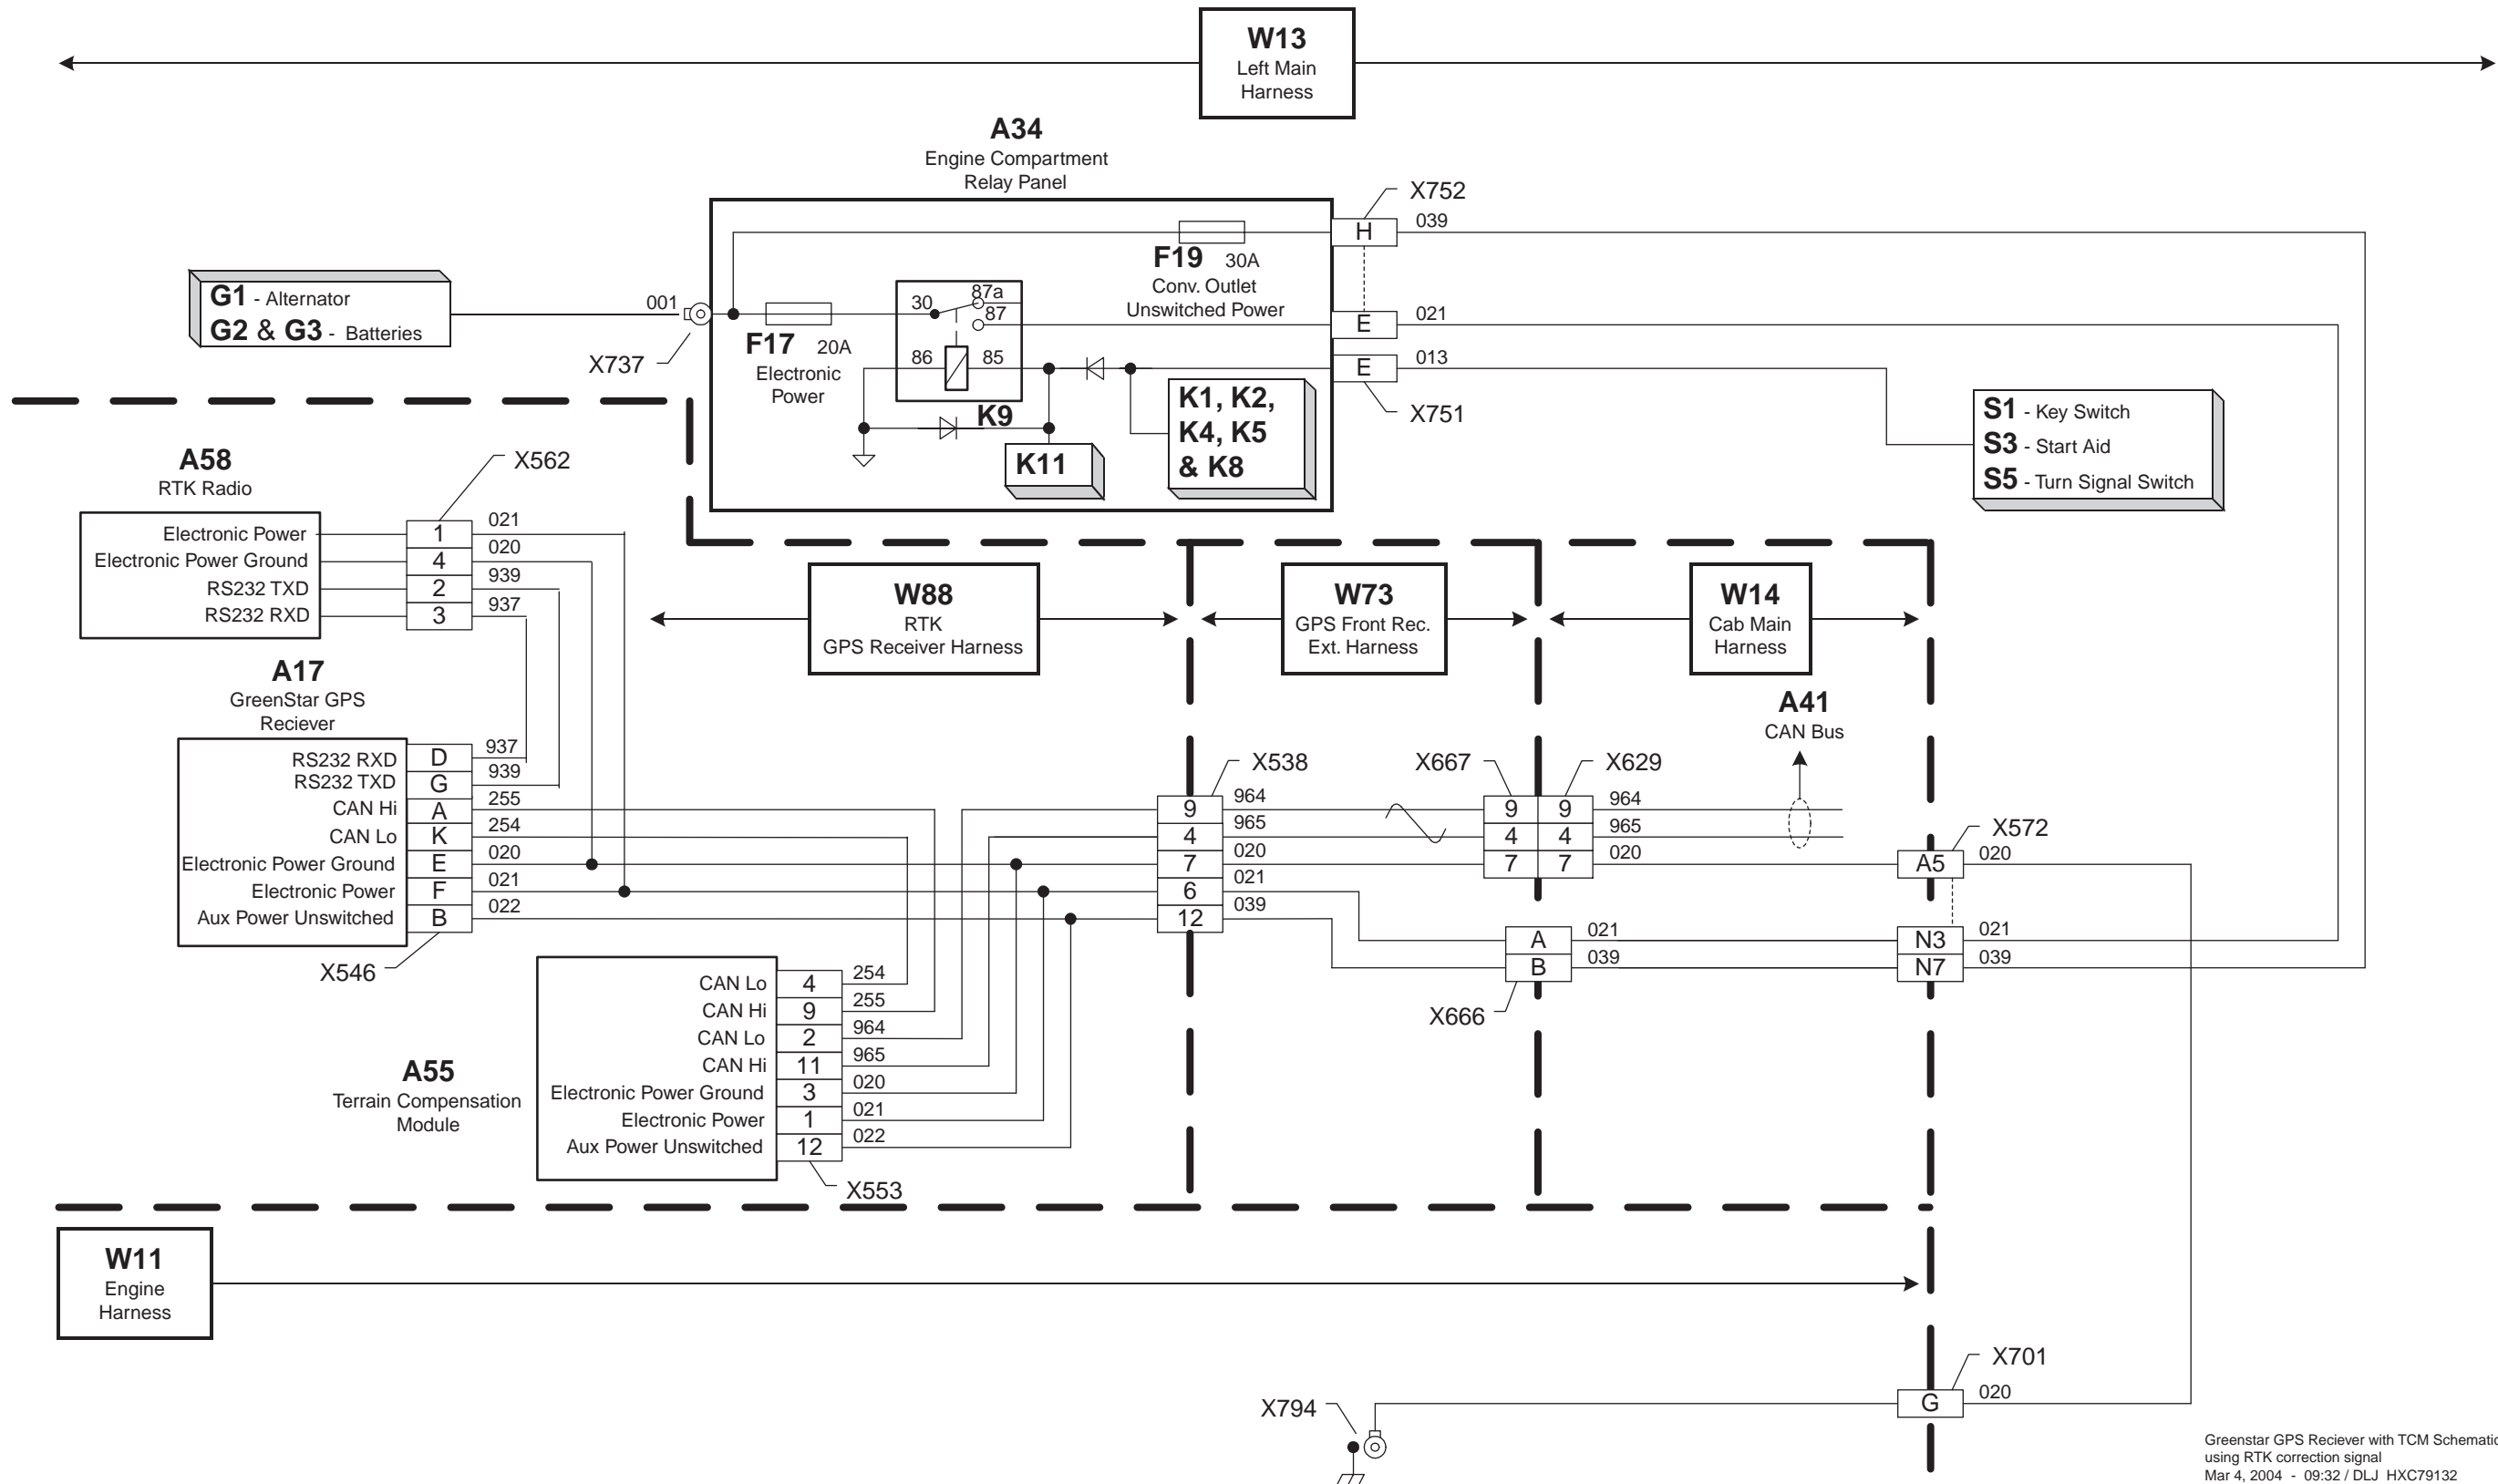 W13
Left Main
Harness
A34
Engine Compartment
Relay Panel
X752
H
039
F19 30A
Conv. Outlet
Unswitched Power
G1 - Alternator
G2 & G3 - Batteries
001
X737
F17 20A
Electronic
Power
30
87a
87
86
85
K9
K11
K1, K2,
K4, K5
& K8
E
021
E
013
X751
S1 - Key Switch
S3 - Start Aid
S5 - Turn Signal Switch
A58
RTK Radio
X562
Electronic Power
1
021
Electronic Power Ground
4
020
RS232 TXD
2
939
RS232 RXD
3
937
W88
RTK
GPS Receiver Harness
W73
GPS Front Rec.
Ext. Harness
W14
Cab Main
Harness
A17
GreenStar GPS
Reciever
RS232 RXD
D
937
RS232 TXD
G
939
CAN Hi
A
255
CAN Lo
K
254
Electronic Power Ground
E
020
Electronic Power
F
021
Aux Power Unswitched
B
022
X546
A41
CAN Bus
X538
9
964
4
965
7
020
6
021
12
039
X667
X629
9
9
964
4
4
965
7
7
020
X572
A5
020
A
021
N3
021
B
039
N7
039
X666
A55
Terrain Compensation
Module
CAN Lo
4
254
CAN Hi
9
255
CAN Lo
2
964
CAN Hi
11
965
Electronic Power Ground
3
020
Electronic Power
1
021
Aux Power Unswitched
12
022
X553
W11
Engine
Harness
X701
G
020
X794
Greenstar GPS Reciever with TCM Schematic
using RTK correction signal
Mar 4, 2004 - 09:32 / DLJ HXC79132